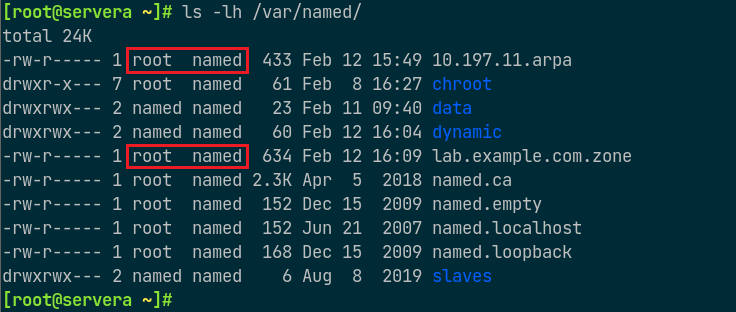 [root@servera ~]# ls -lh /var/named/
total 24K
-rw-r----- 1 root  named  433 Feb 12 15:49 10.197.11.arpa
drwxr-x--- 7 root  named   61 Feb  8 16:27 chroot
drwxrwx--- 2 named named   23 Feb 11 09:40 data
drwxrwx--- 2 named named   60 Feb 12 16:04 dynamic
-rw-r----- 1 root  named  634 Feb 12 16:09 lab.example.com.zone
-rw-r----- 1 root  named 2.3K Apr  5  2018 named.ca
-rw-r----- 1 root  named  152 Dec 15  2009 named.empty
-rw-r----- 1 root  named  152 Jun 21  2007 named.localhost
-rw-r----- 1 root  named  168 Dec 15  2009 named.loopback
drwxrwx--- 2 named named    6 Aug  8  2019 slaves
[root@servera ~]#